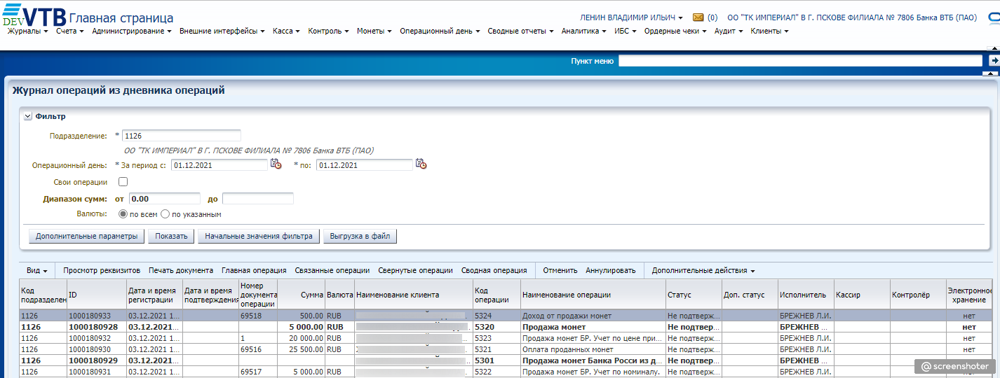 DEV VTB Главная страница
ЛЕНИН ВЛАДИМИР ИЛЬИЧ (0) ОО "ТК ИМПЕРИАЛ" В Г. ПСКОВЕ ФИЛИАЛА № 7806 Банка ВТБ (ПАО)
Журналы Счета Администрирование Внешние интерфейсы Касса Контроль Монеты Операционный день Сводные отчеты Аналитика ИБС Ордерные чеки Аудит Клиенты
Пункт меню
Журнал операций из дневника операций
Фильтр
Подразделение: * 1126
ОО "ТК ИМПЕРИАЛ" В Г. ПСКОВЕ ФИЛИАЛА № 7806 Банка ВТБ (ПАО)
Операционный день: * За период с: 01.12.2021 * по: 01.12.2021
Свои операции
Диапазон сумм: от 0.00 до
Валюты: по всем по указанным
Дополнительные параметры Показать Начальные значения фильтра Выгрузка в файл
Вид Просмотр реквизитов Печать документа Главная операция Связанные операции Свернутые операции Сводная операция Отменить Аннулировать Дополнительные действия
Код подразделен ID Дата и время регистрации Дата и время подтверждения Номер документа операции Сумма Валюта Наименование клиента Код операции Наименование операции Статус Доп. статус Исполнитель Кассир Контролёр Электронное хранение
1126 1000180933 03.12.2021 1... 69518 500.00 RUB 5324 Доход от продажи монет Не подтверж... БРЕЖНЕВ Л.И. нет
1126 1000180928 03.12.2021... 5 000.00 RUB 5320 Продажа монет Не подтвер... БРЕЖНЕВ ... нет
1126 1000180932 03.12.2021 1... 1 20 000.00 RUB 5323 Продажа монет БР. Учет по цене при... Не подтверж... БРЕЖНЕВ Л.И. нет
1126 1000180930 03.12.2021 1... 69516 25 500.00 RUB 5321 Оплата проданных монет Не подтверж... БРЕЖНЕВ Л.И. нет
1126 1000180929 03.12.2021... 5301 Продажа монет Банка Росси из д... Не подтвер... БРЕЖНЕВ ...
1126 1000180931 03.12.2021 1... 69517 5 000.00 RUB 5322 Продажа монет БР. Учет по номиналу. Не подтверж... БРЕЖНЕВ Л.И. нет
@ screenshoter